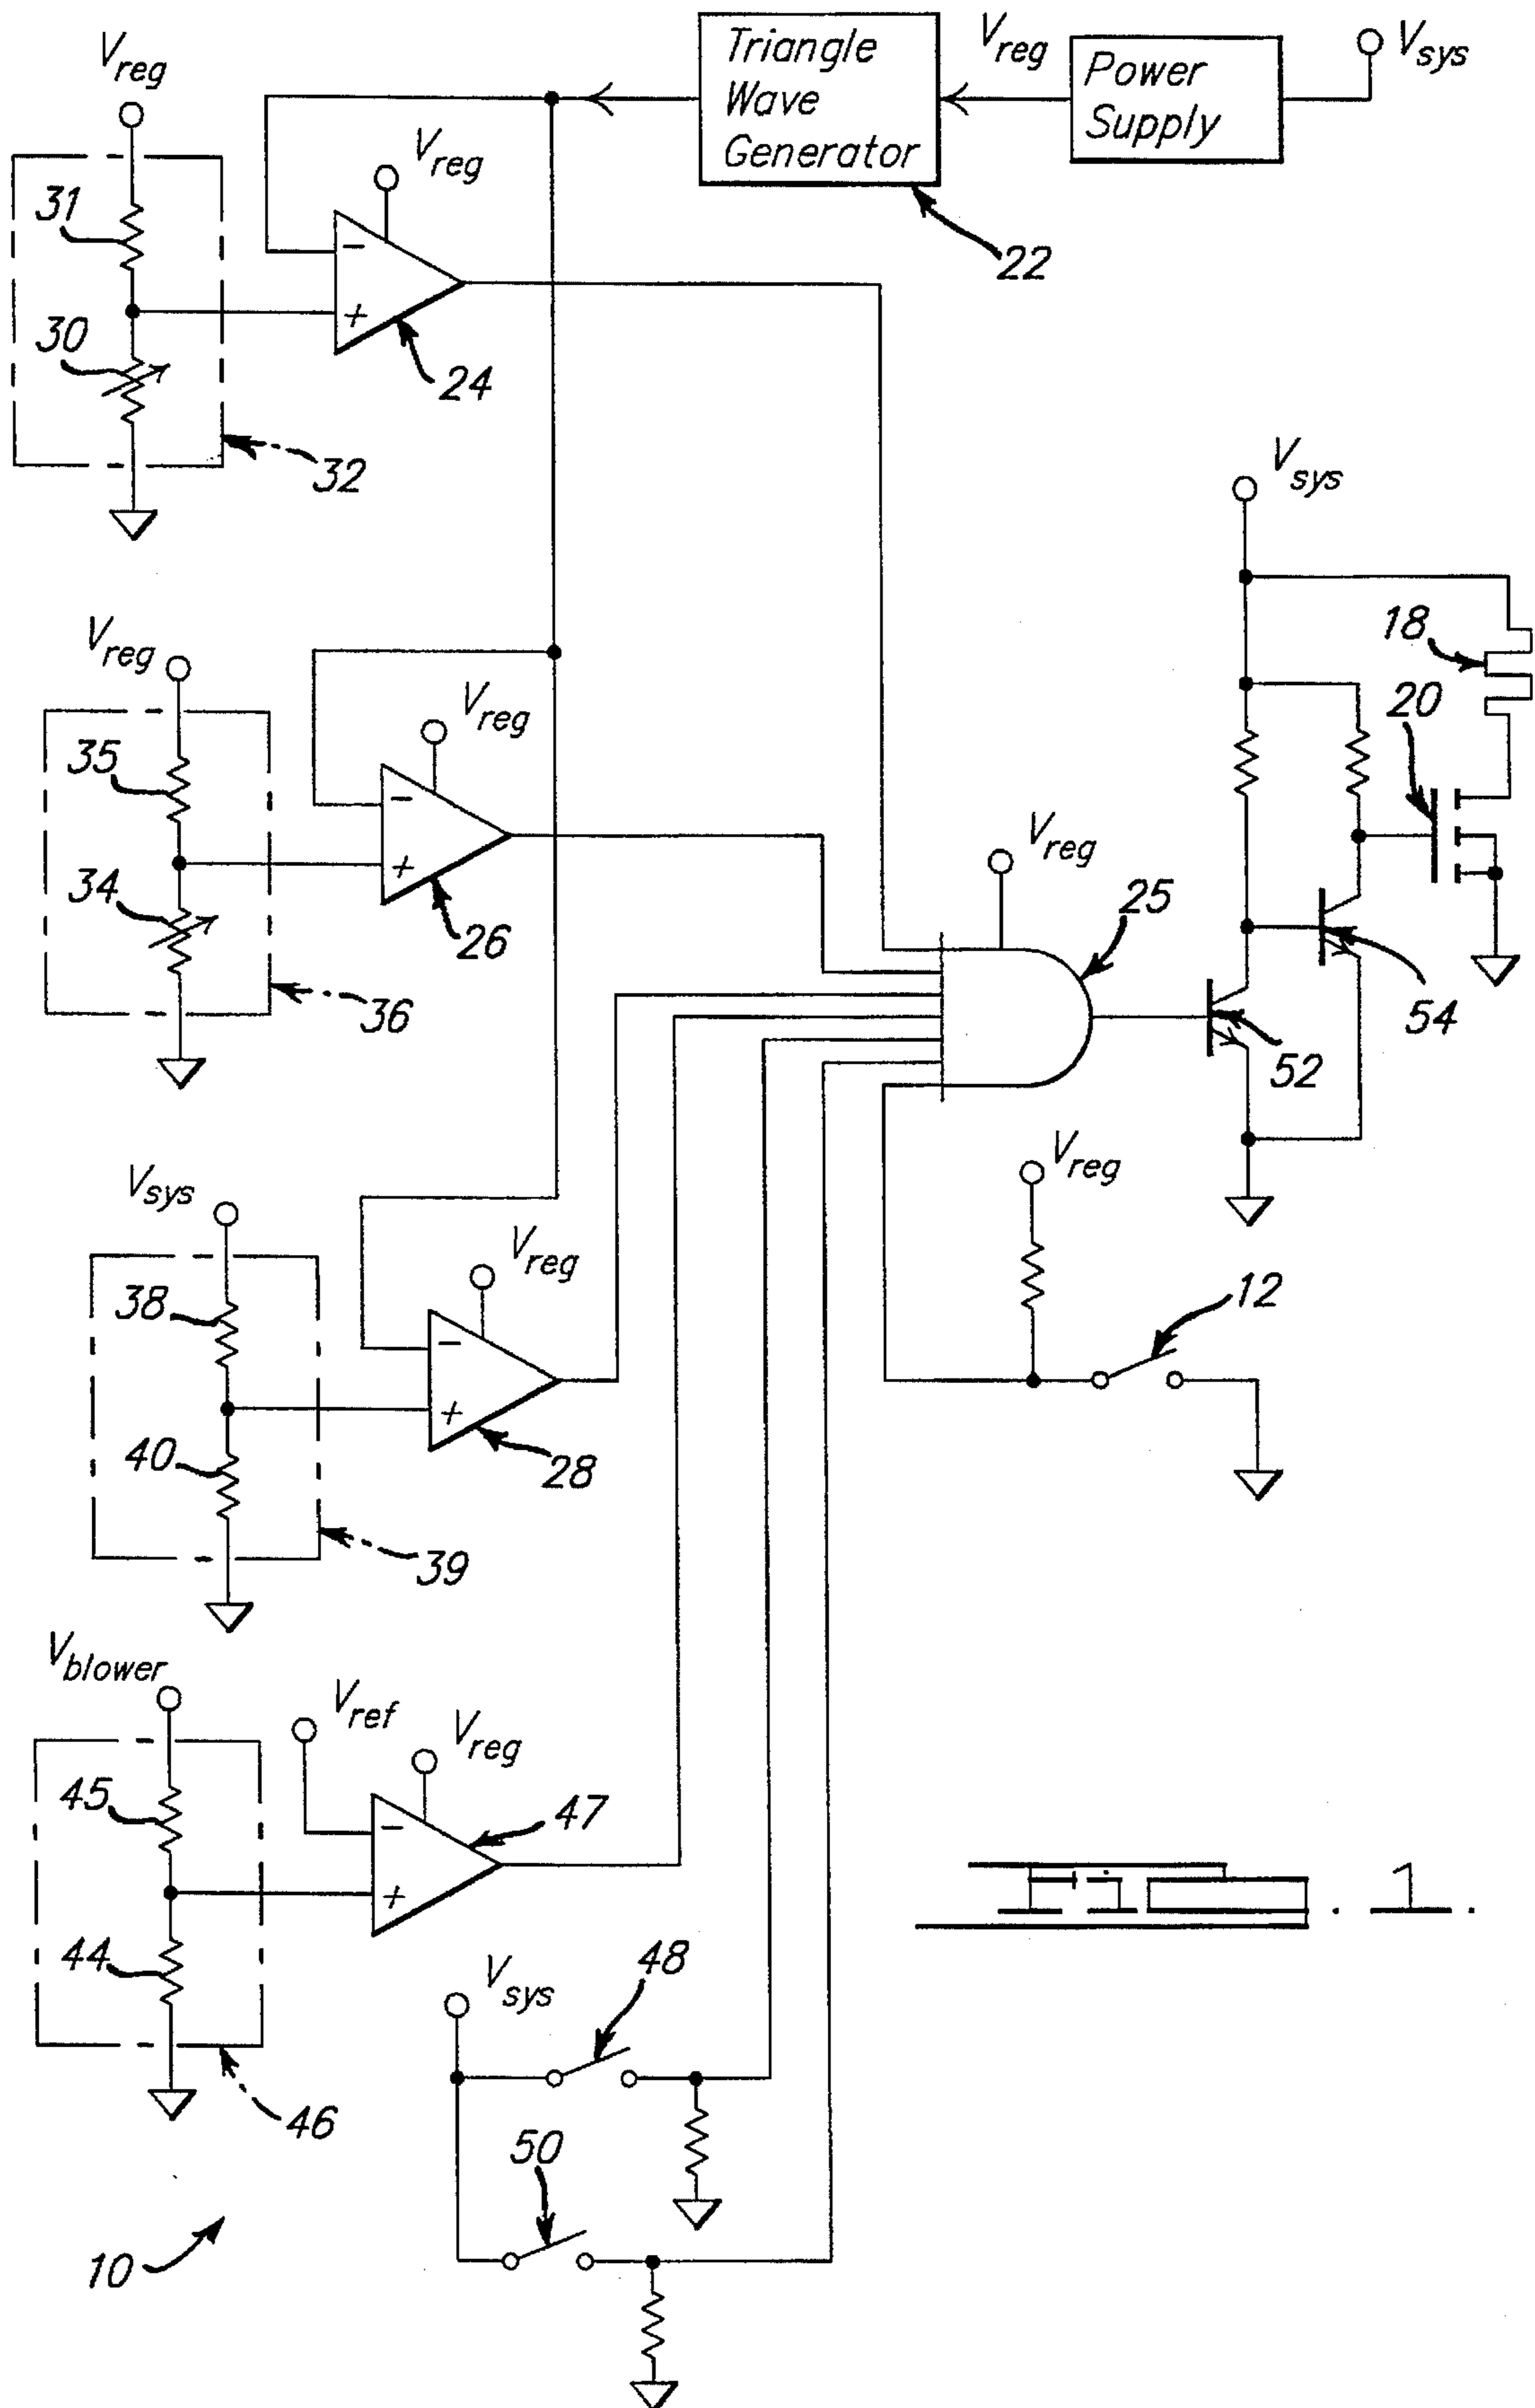 V_reg
Triangle
Wave
Generator
V_reg
Power
Supply
V_sys
31
V_reg
22
30
24
32
V_sys
V_reg
18
20
35
V_reg
34
26
V_reg
25
36
54
52
V_reg
V_sys
V_reg
12
38
40
28
39
V_blower
V_ref
V_reg
45
47
44
48
V_sys
46
50
10
Fig. 1.
- + - + - + - +